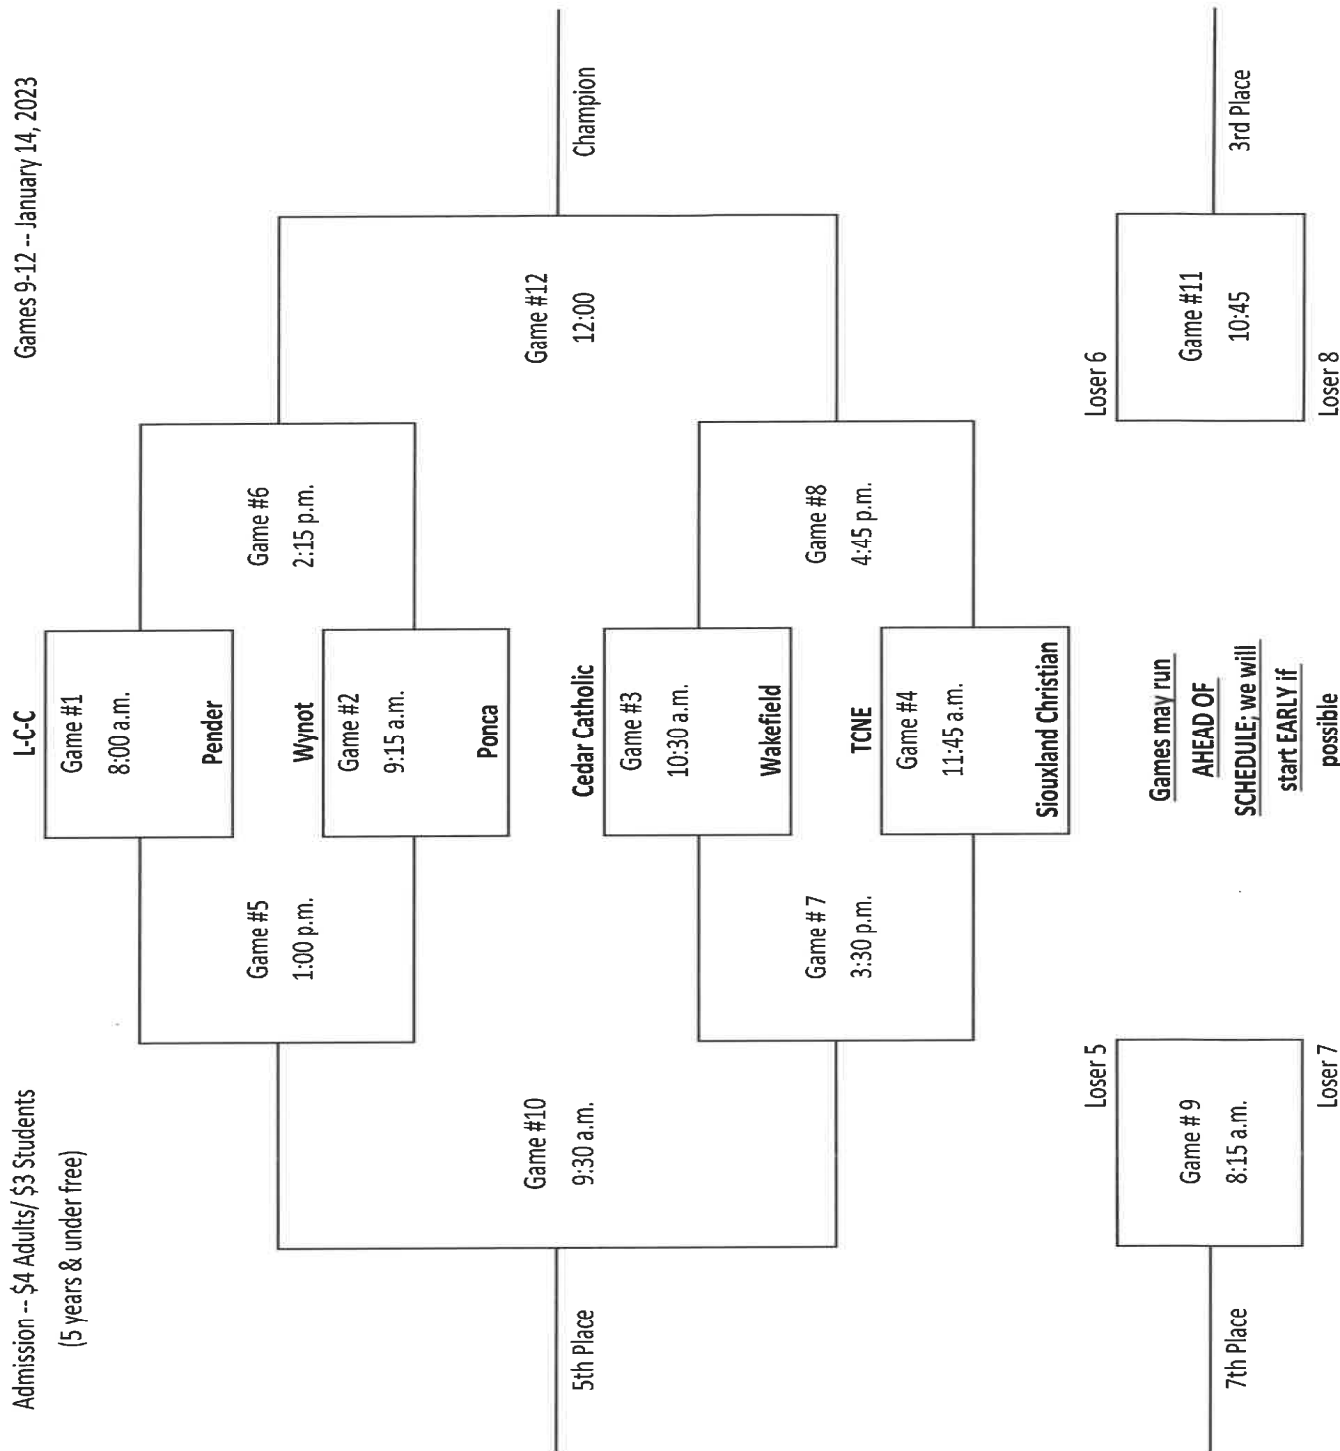 Admission -- $4 Adults/ $3 Students
(5 years & under free)
Games 9-12 -- January 14, 2023
L-C-C
Game #1
8:00 a.m.
Pender
Game #5
1:00 p.m.
Game #6
2:15 p.m.
Wynot
Game #2
9:15 a.m.
Ponca
Game #10
9:30 a.m.
Game #12
12:00
5th Place
Champion
Cedar Catholic
Game #3
10:30 a.m.
Wakefield
Game # 7
3:30 p.m.
Game #8
4:45 p.m.
TCNE
Game #4
11:45 a.m.
Siouxland Christian
Loser 5
Game # 9
8:15 a.m.
Loser 7
7th Place
Games may run
AHEAD OF
SCHEDULE; we will
start EARLY if
possible
Loser 6
Game #11
10:45
Loser 8
3rd Place